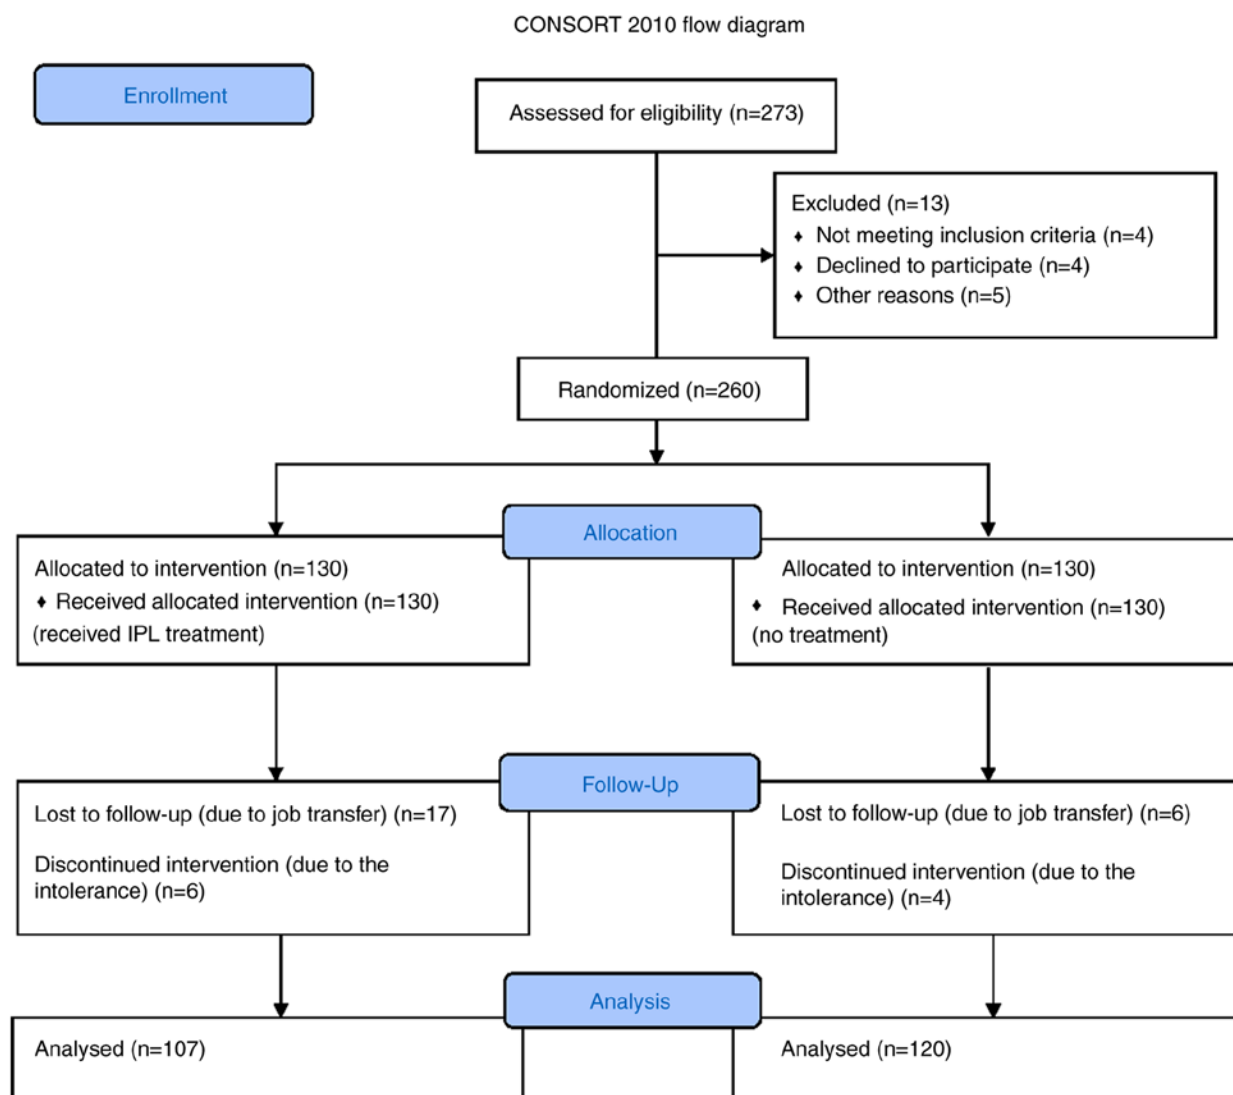 CONSORT 2010 flow diagram
Enrollment
Assessed for eligibility (n=273)
Excluded (n=13)
♦ Not meeting inclusion criteria (n=4)
♦ Declined to participate (n=4)
♦ Other reasons (n=5)
Randomized (n=260)
Allocation
Allocated to intervention (n=130)
♦ Received allocated intervention (n=130)
(received IPL treatment)
Allocated to intervention (n=130)
♦ Received allocated intervention (n=130)
(no treatment)
Follow-Up
Lost to follow-up (due to job transfer) (n=17)
Discontinued intervention (due to the
intolerance) (n=6)
Lost to follow-up (due to job transfer) (n=6)
Discontinued intervention (due to the
intolerance) (n=4)
Analysis
Analysed (n=107)
Analysed (n=120)